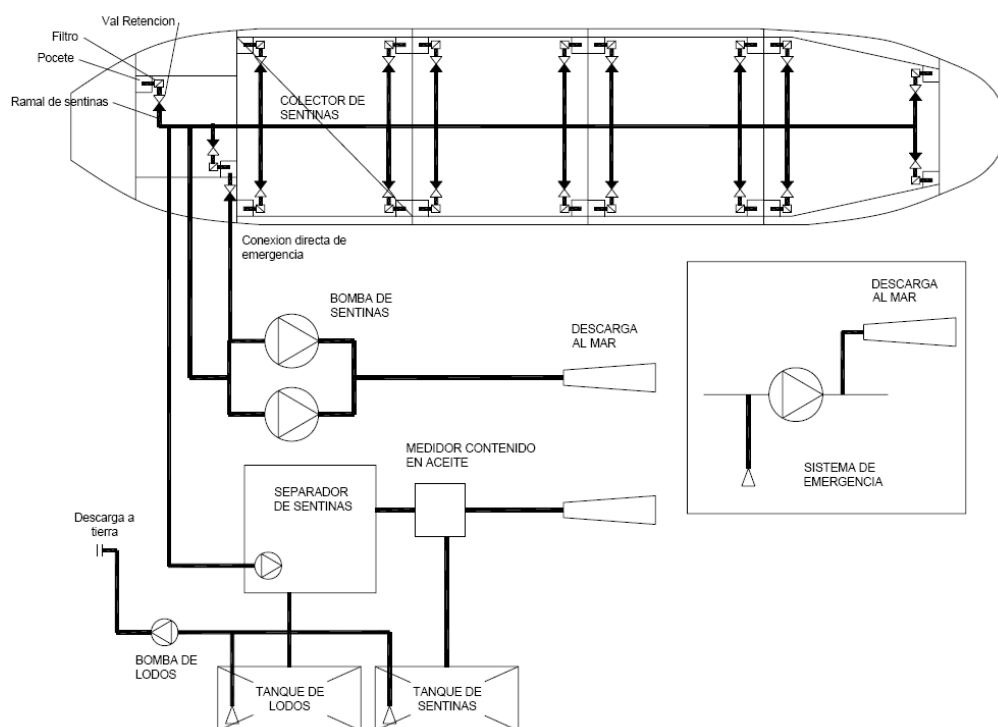 Val Retencion
Filtro
Pocete
Ramal de sentinas
COLECTOR DE
SENTINAS
Conexion directa de
emergencia
BOMBA DE
SENTINAS
DESCARGA
AL MAR
DESCARGA
AL MAR
SISTEMA DE
EMERGENCIA
MEDIDOR CONTENIDO
EN ACEITE
SEPARADOR
DE SENTINAS
Descarga a
tierra
BOMBA DE
LODOS
TANQUE DE
LODOS
TANQUE DE
SENTINAS